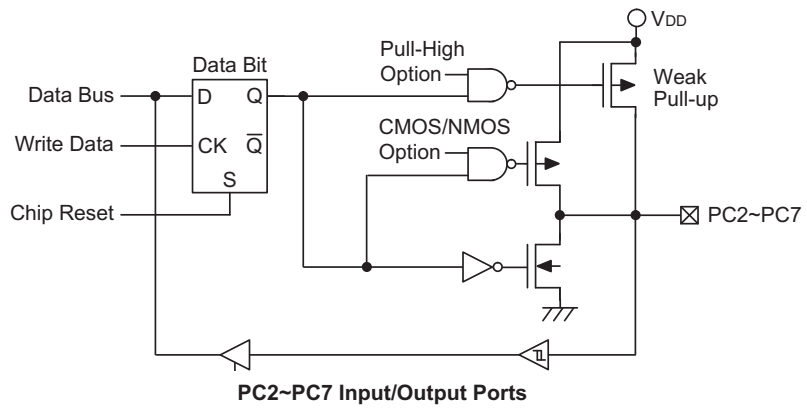 VDD
Pull-High
Option
Weak
Pull-up
Data Bit
Data Bus
D
Q
Write Data
CK
Q̅
S
Chip Reset
CMOS/NMOS
Option
PC2~PC7
PC2~PC7 Input/Output Ports